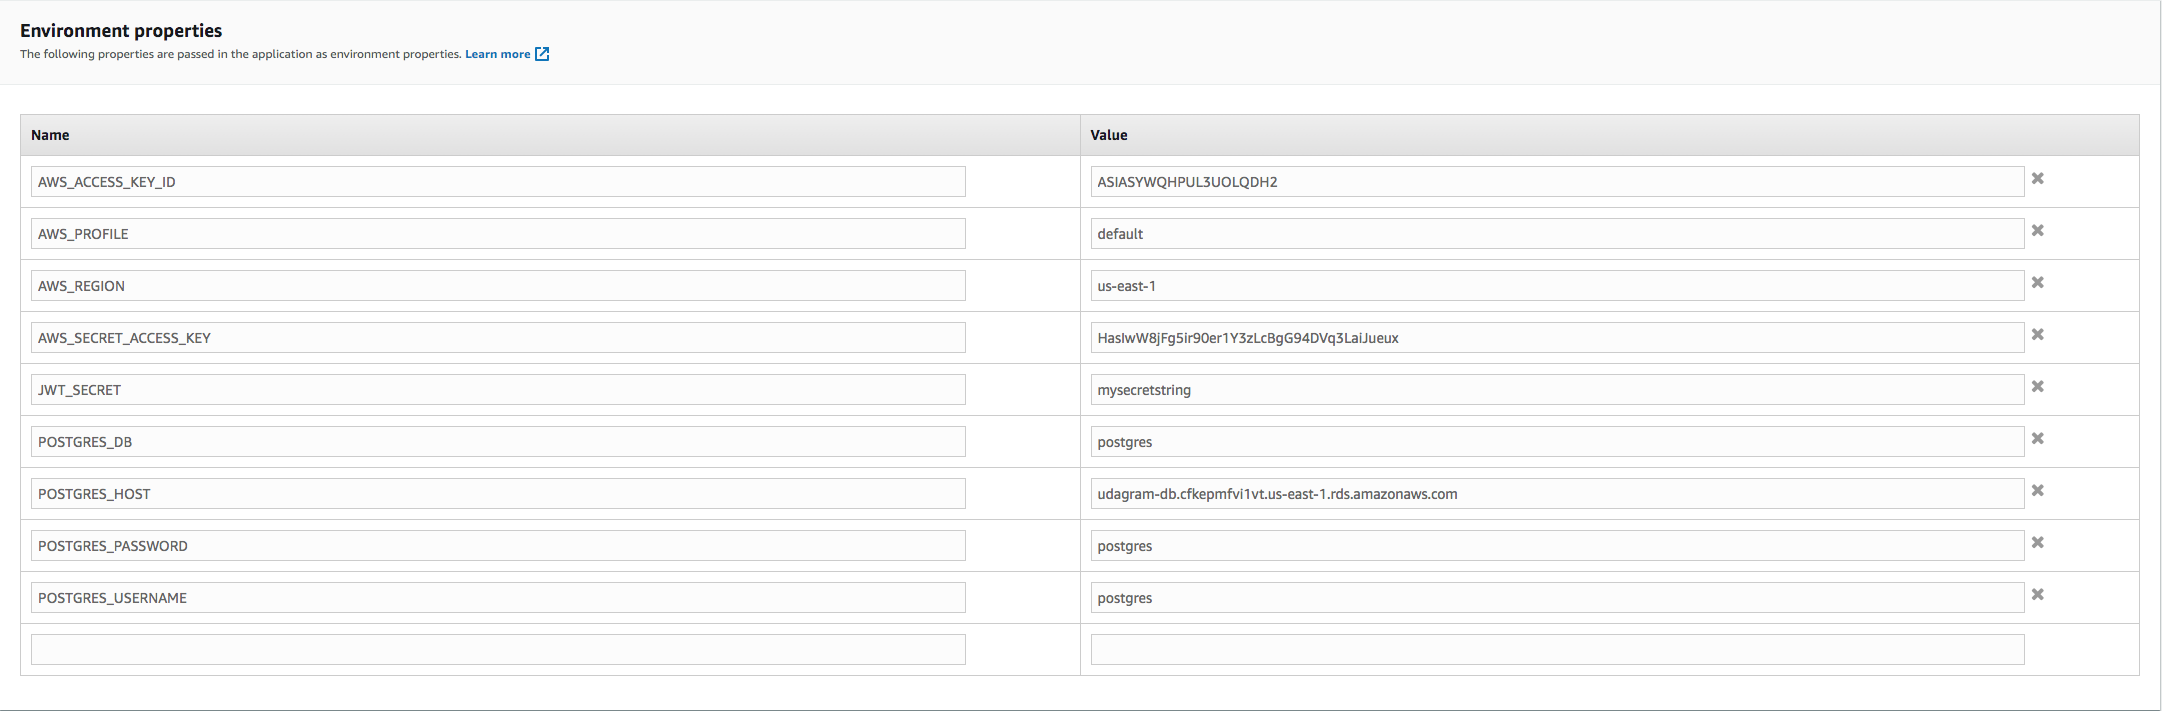 Environment properties
The following properties are passed in the application as environment properties. Learn more
Name Value
AWS_ACCESS_KEY_ID ASIASYWQHPUL3UOLQDH2
AWS_PROFILE default
AWS_REGION us-east-1
AWS_SECRET_ACCESS_KEY HasIwW8jFg5ir90er1Y3zLcBgG94DVq3LaiJueux
JWT_SECRET mysecretstring
POSTGRES_DB postgres
POSTGRES_HOST udagram-db.cfkepmfvi1vt.us-east-1.rds.amazonaws.com
POSTGRES_PASSWORD postgres
POSTGRES_USERNAME postgres